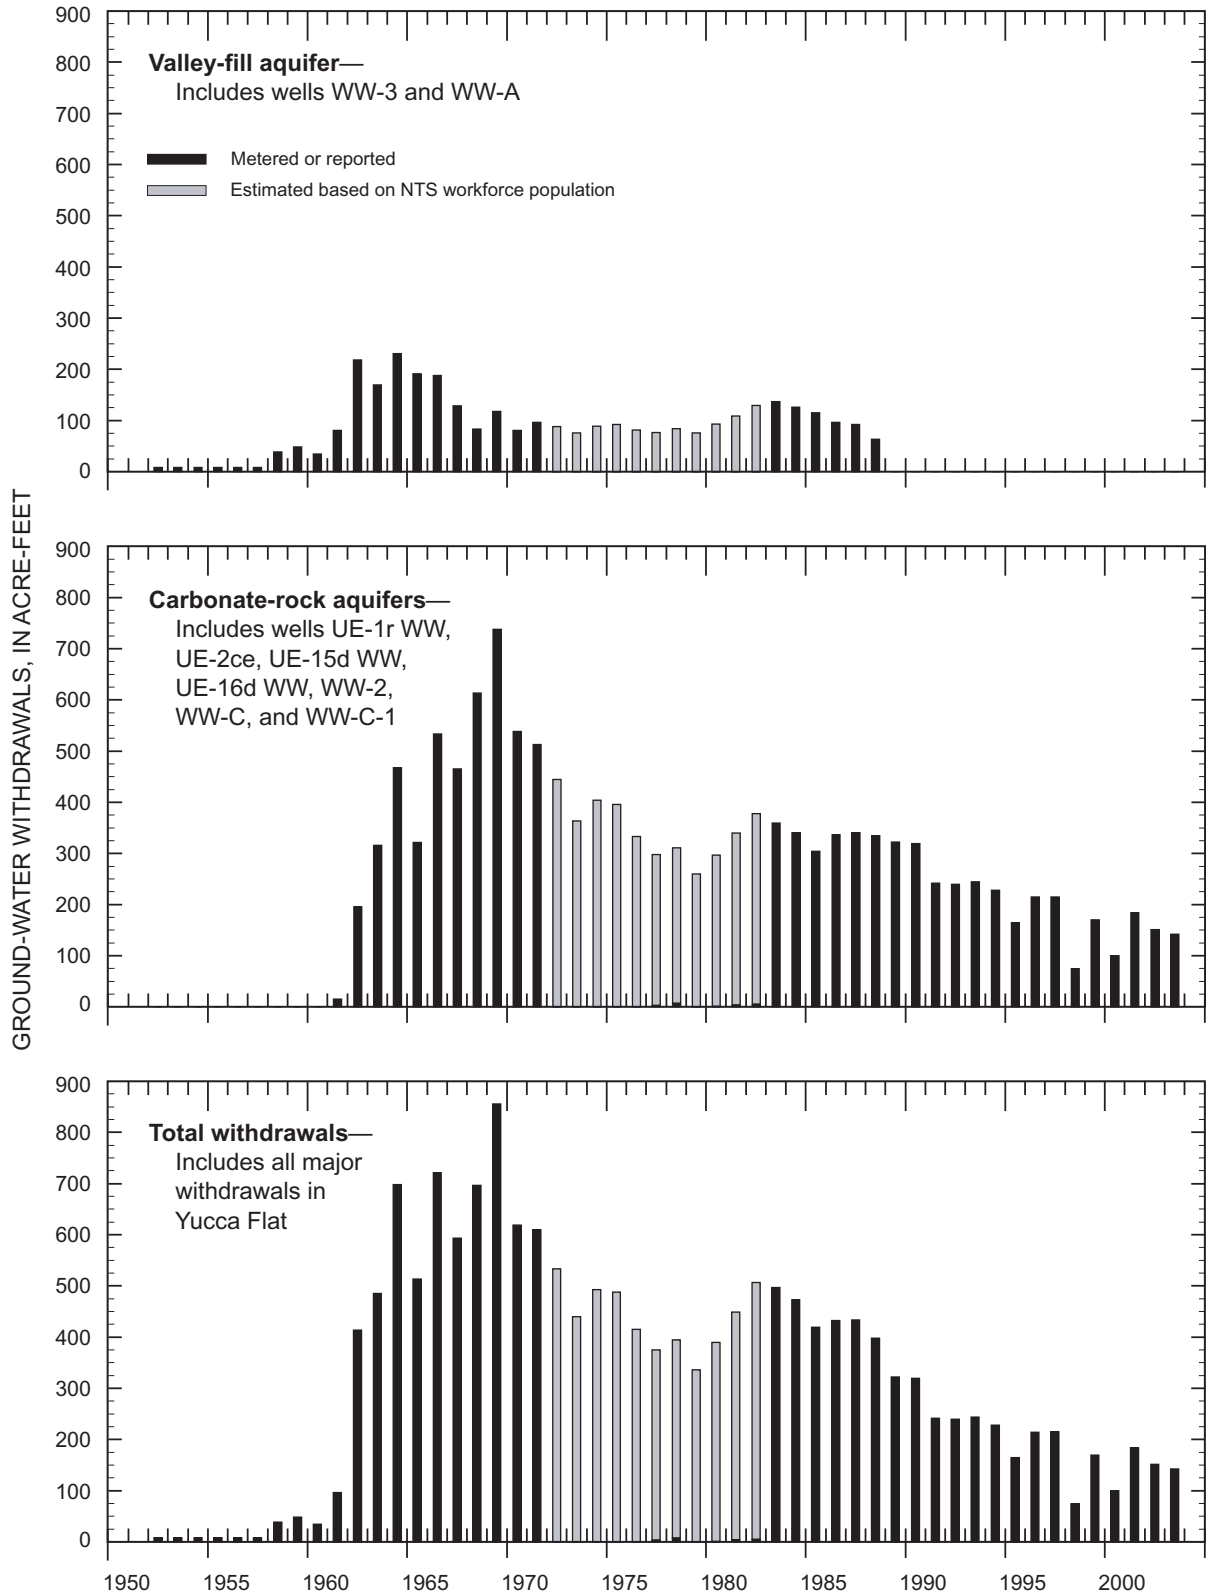 GROUND-WATER WITHDRAWALS, IN ACRE-FEET
900
800
700
600
500
400
300
200
100
0
Valley-fill aquifer—
Includes wells WW-3 and WW-A
Metered or reported
Estimated based on NTS workforce population
900
800
700
600
500
400
300
200
100
0
Carbonate-rock aquifers—
Includes wells UE-1r WW,
UE-2ce, UE-15d WW,
UE-16d WW, WW-2,
WW-C, and WW-C-1
900
800
700
600
500
400
300
200
100
0
Total withdrawals—
Includes all major
withdrawals in
Yucca Flat
1950 1955 1960 1965 1970 1975 1980 1985 1990 1995 2000